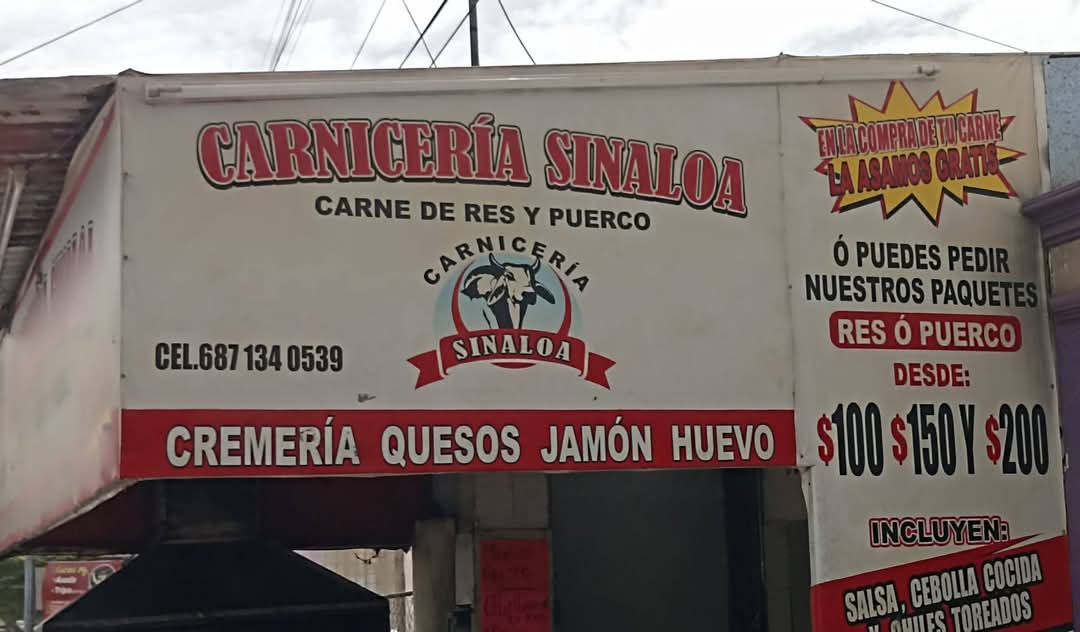 CARNICERÍA SINALOA
CARNE DE RES Y PUERCO
CARNICERÍA
SINALOA
CEL.687 134 0539
CREMERÍA QUESOS JAMÓN HUEVO
EN LA COMPRA DE TU CARNE
LA ASAMOS GRATIS
Ó PUEDES PEDIR
NUESTROS PAQUETES
RES Ó PUERCO
DESDE:
$100 $150 Y $200
INCLUYEN:
SALSA, CEBOLLA COCIDA
Y CHILES TOREADOS